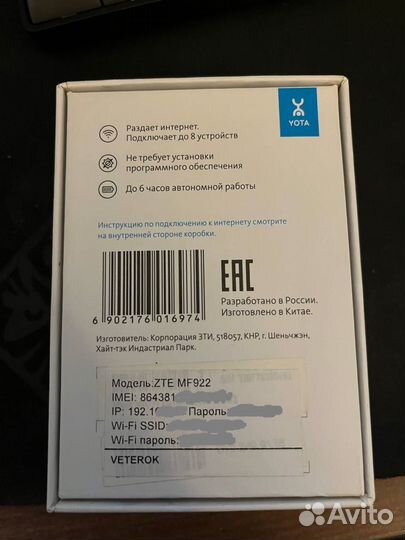 YOTA
Раздает интернет.
Подключает до 8 устройств
Не требует установки
программного обеспечения
До 6 часов автономной работы
Инструкцию по подключению к интернету смотрите
на внутренней стороне коробки.
EAC
6 902176 016974
Разработано в России.
Изготовлено в Китае.
Изготовитель: Корпорация ЗТИ, 518057, КНР, г. Шеньчжэн,
Хайт-тэк Индастриал Парк.
Модель:ZTE MF922
IMEI: 864381
IP: 192. Пароль:
Wi-Fi SSID:
Wi-Fi пароль:
VETEROK
Avito